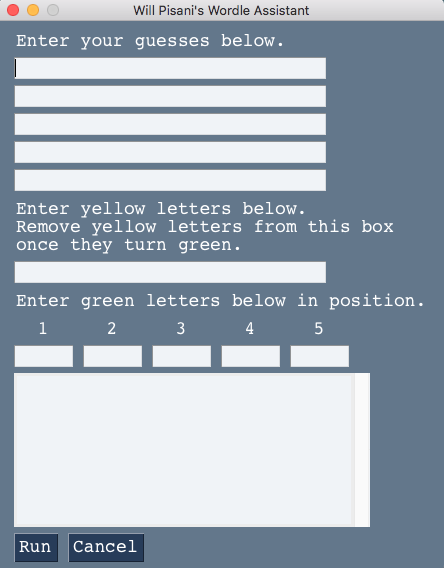 Will Pisani's Wordle Assistant
Enter your guesses below.
Enter yellow letters below.
Remove yellow letters from this box
once they turn green.
Enter green letters below in position.
1 2 3 4 5
Run Cancel